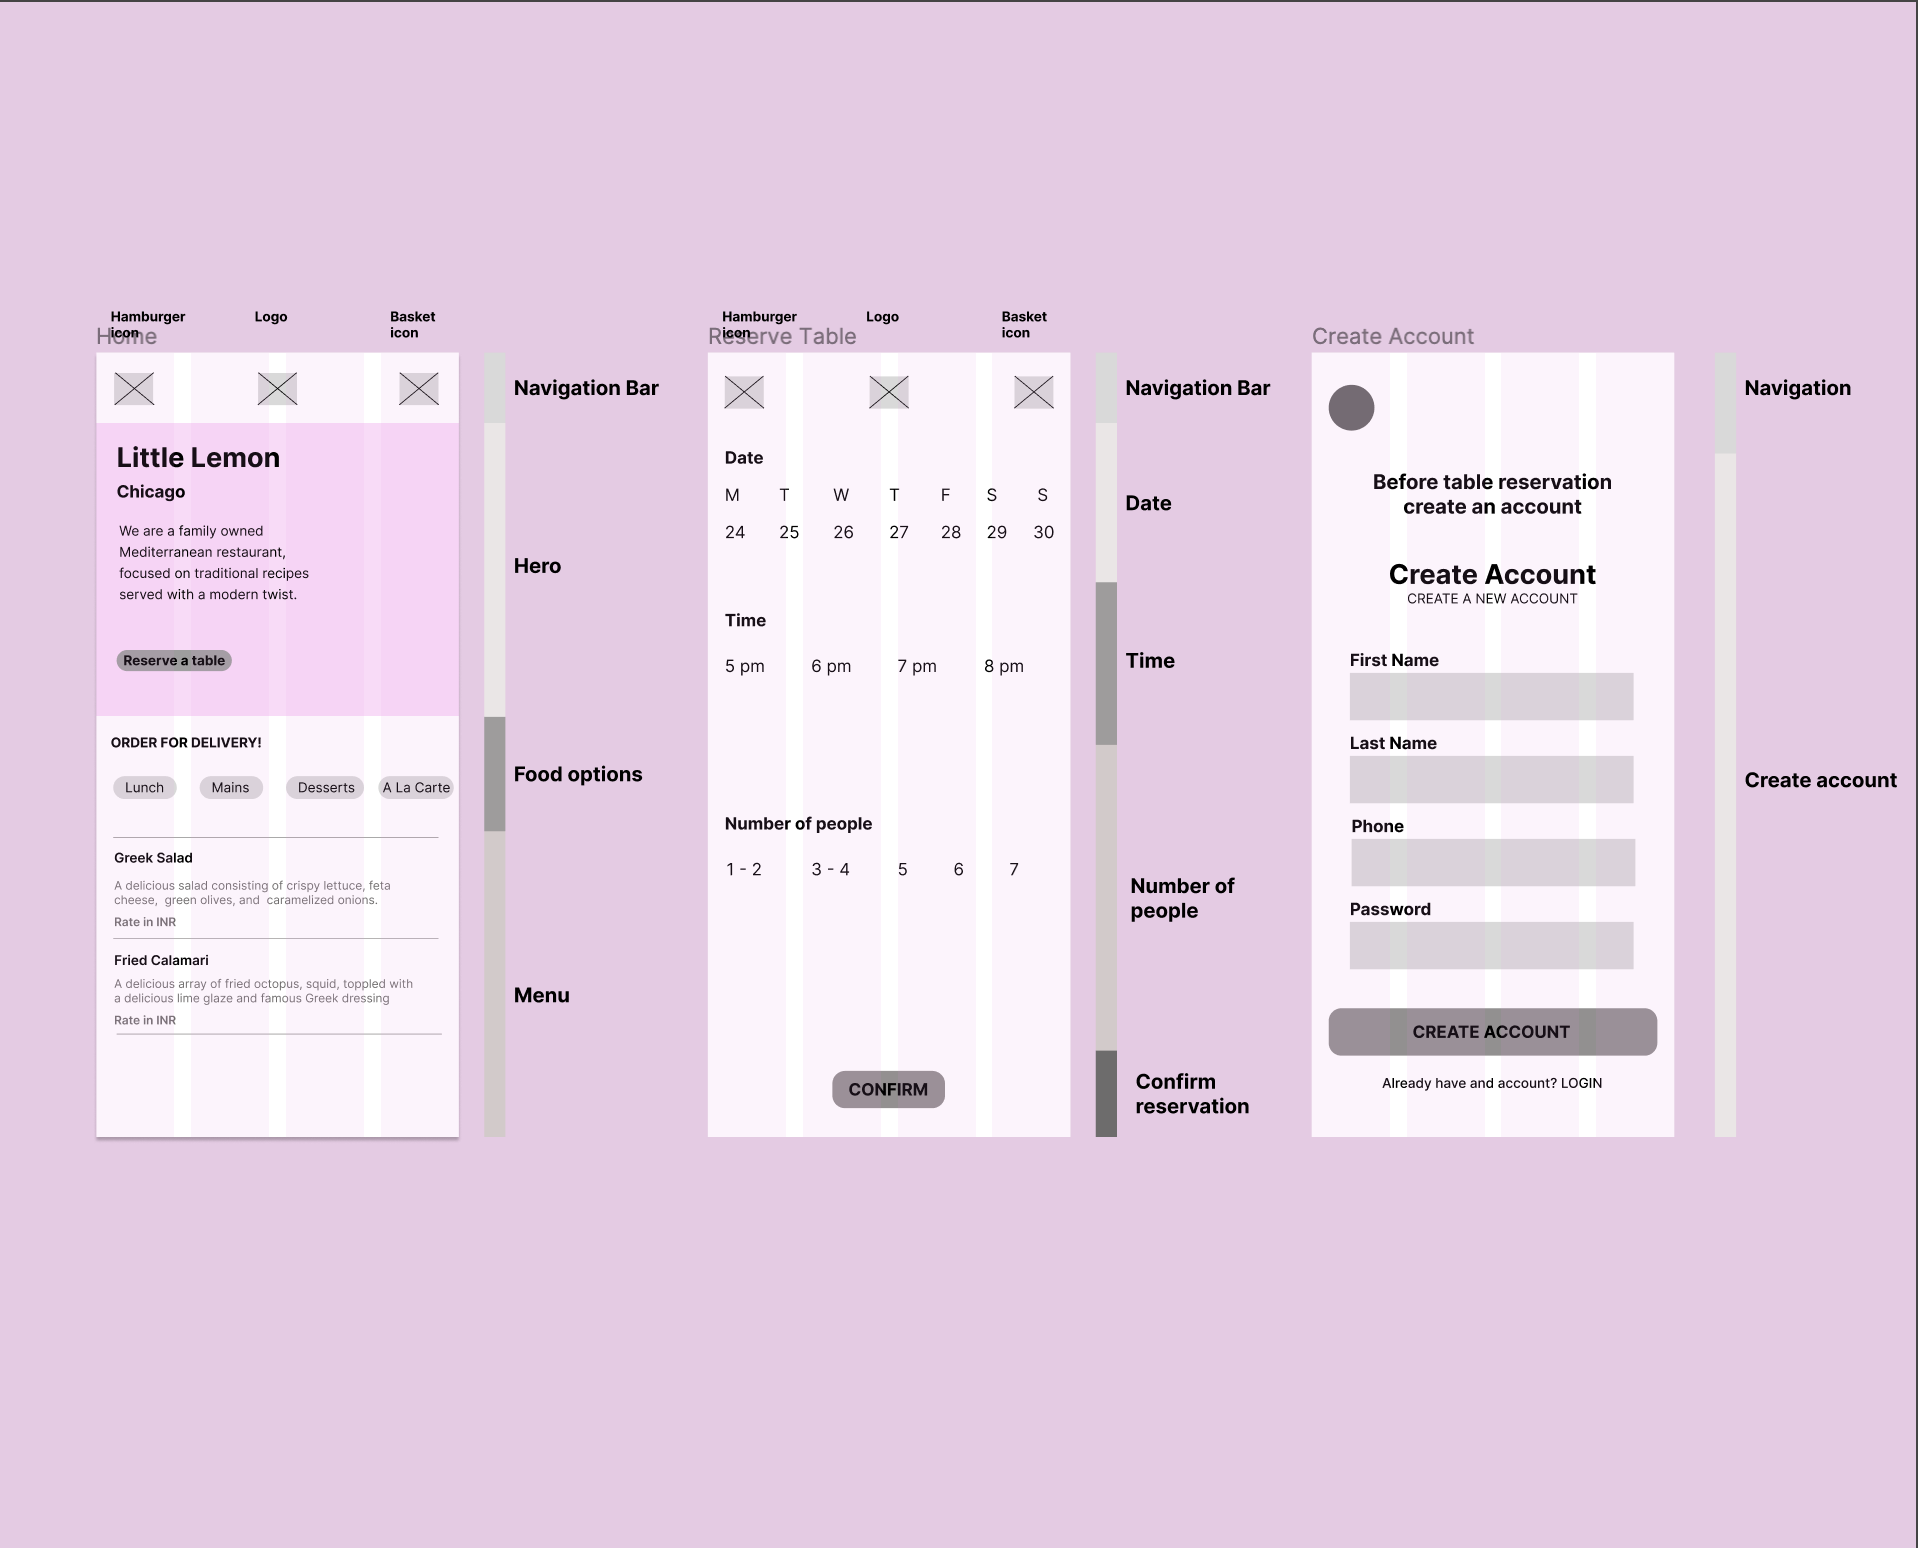 Hamburger
icon
Logo
Basket
icon
Home
Navigation Bar
Little Lemon
Chicago
We are a family owned
Mediterranean restaurant,
focused on traditional recipes
served with a modern twist.
Reserve a table
Hero
ORDER FOR DELIVERY!
Lunch Mains Desserts A La Carte
Food options
Greek Salad
A delicious salad consisting of crispy lettuce, feta
cheese,  green olives, and  caramelized onions.
Rate in INR
Fried Calamari
A delicious array of fried octopus, squid, toppled with
a delicious lime glaze and famous Greek dressing
Rate in INR
Menu
Hamburger
icon
Logo
Basket
icon
Reserve Table
Navigation Bar
Date
M T W T F S S
24 25 26 27 28 29 30
Date
Time
5 pm 6 pm 7 pm 8 pm
Time
Number of people
1 - 2 3 - 4 5 6 7
Number of
people
CONFIRM
Confirm
reservation
Create Account
Navigation
Before table reservation
create an account
Create Account
CREATE A NEW ACCOUNT
First Name
Last Name
Phone
Password
Create account
CREATE ACCOUNT
Already have and account? LOGIN